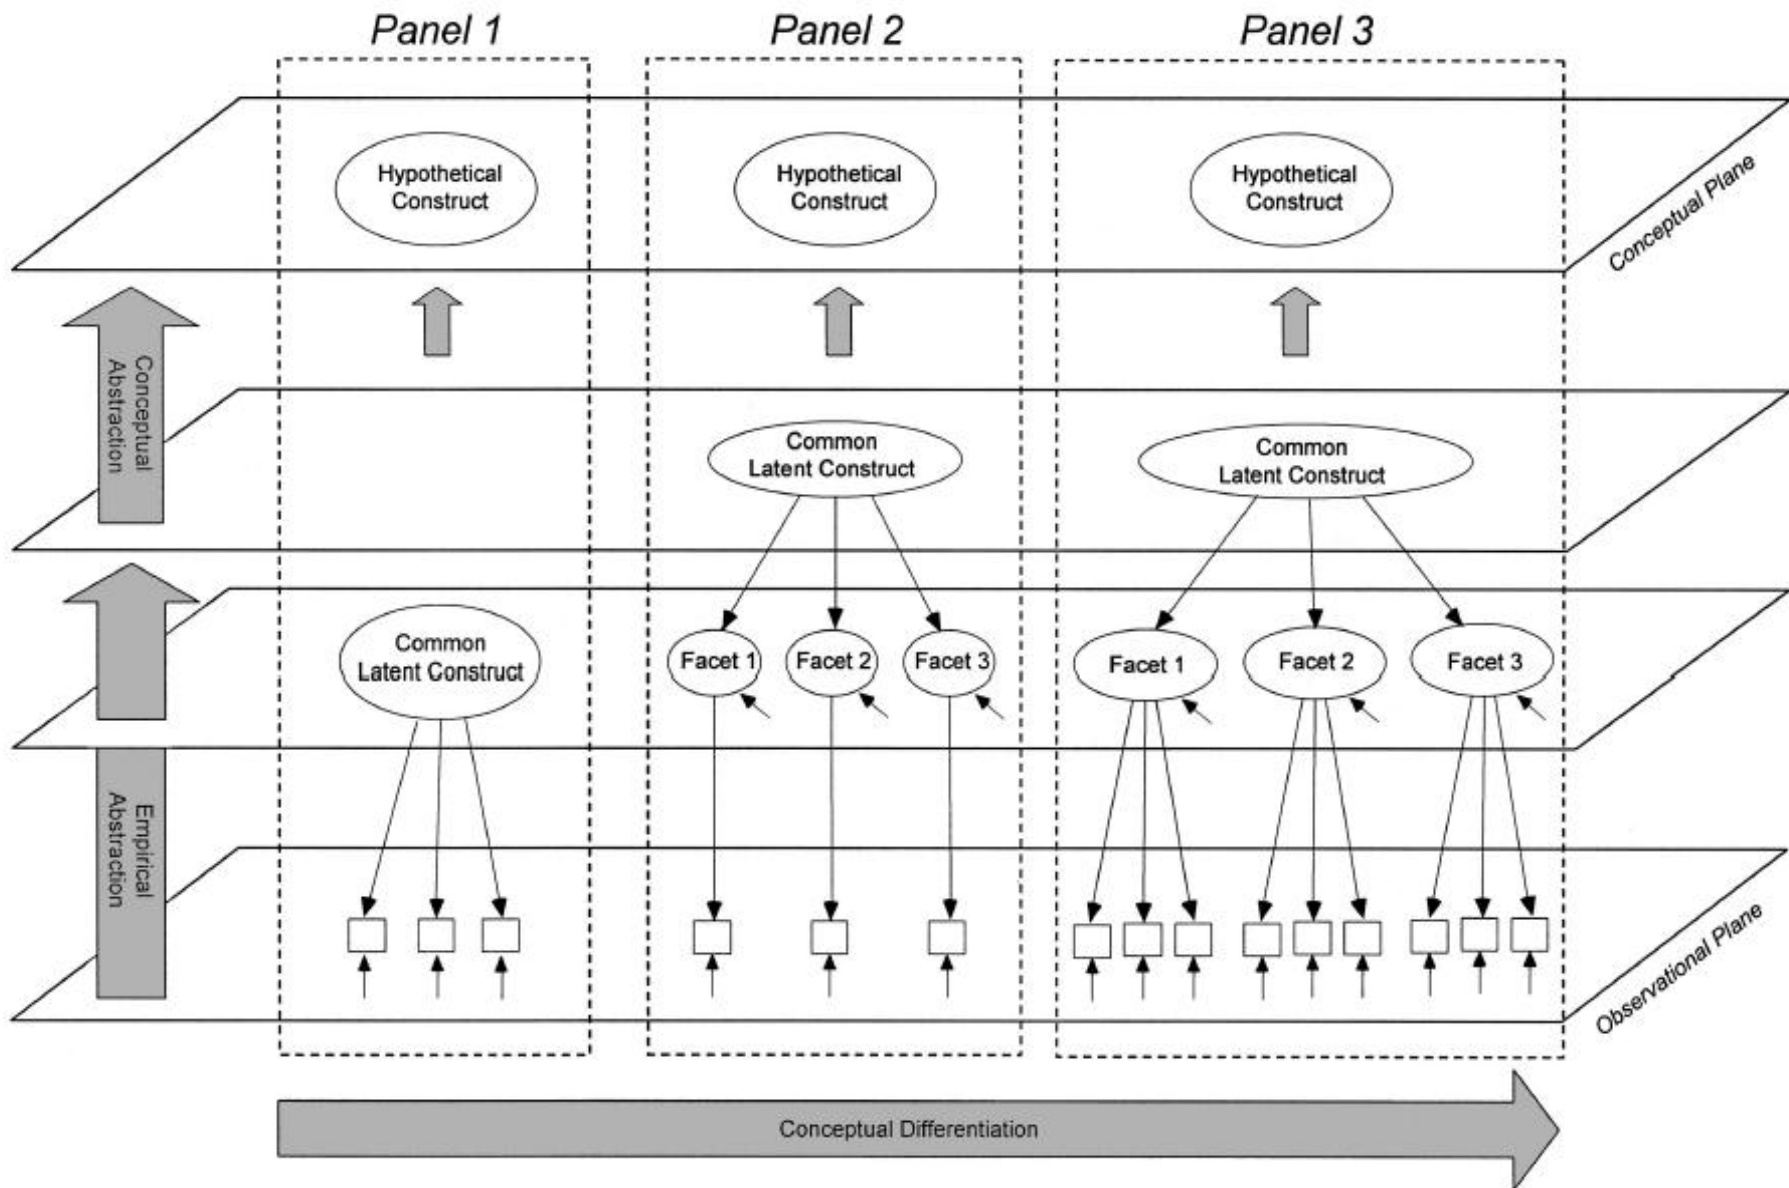 Panel 1
Panel 2
Panel 3
Hypothetical
Construct
Hypothetical
Construct
Hypothetical
Construct
Conceptual Plane
Conceptual
Abstraction
Common
Latent Construct
Common
Latent Construct
Common
Latent Construct
Facet 1
Facet 2
Facet 3
Facet 1
Facet 2
Facet 3
Empirical
Abstraction
Observational Plane
Conceptual Differentiation